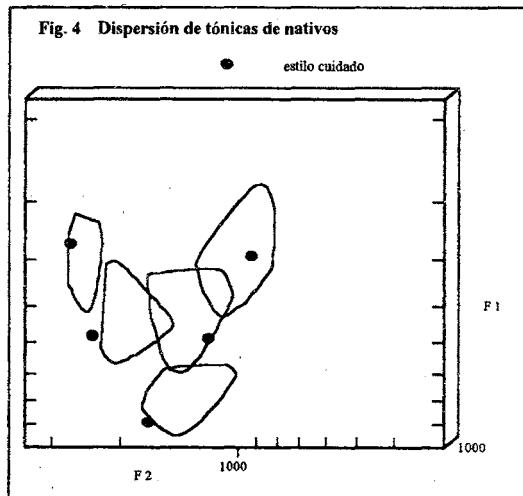 Fig. 4 Dispersión de tónicas de nativos
estilo cuidado
F 1
1000
F 2
1000